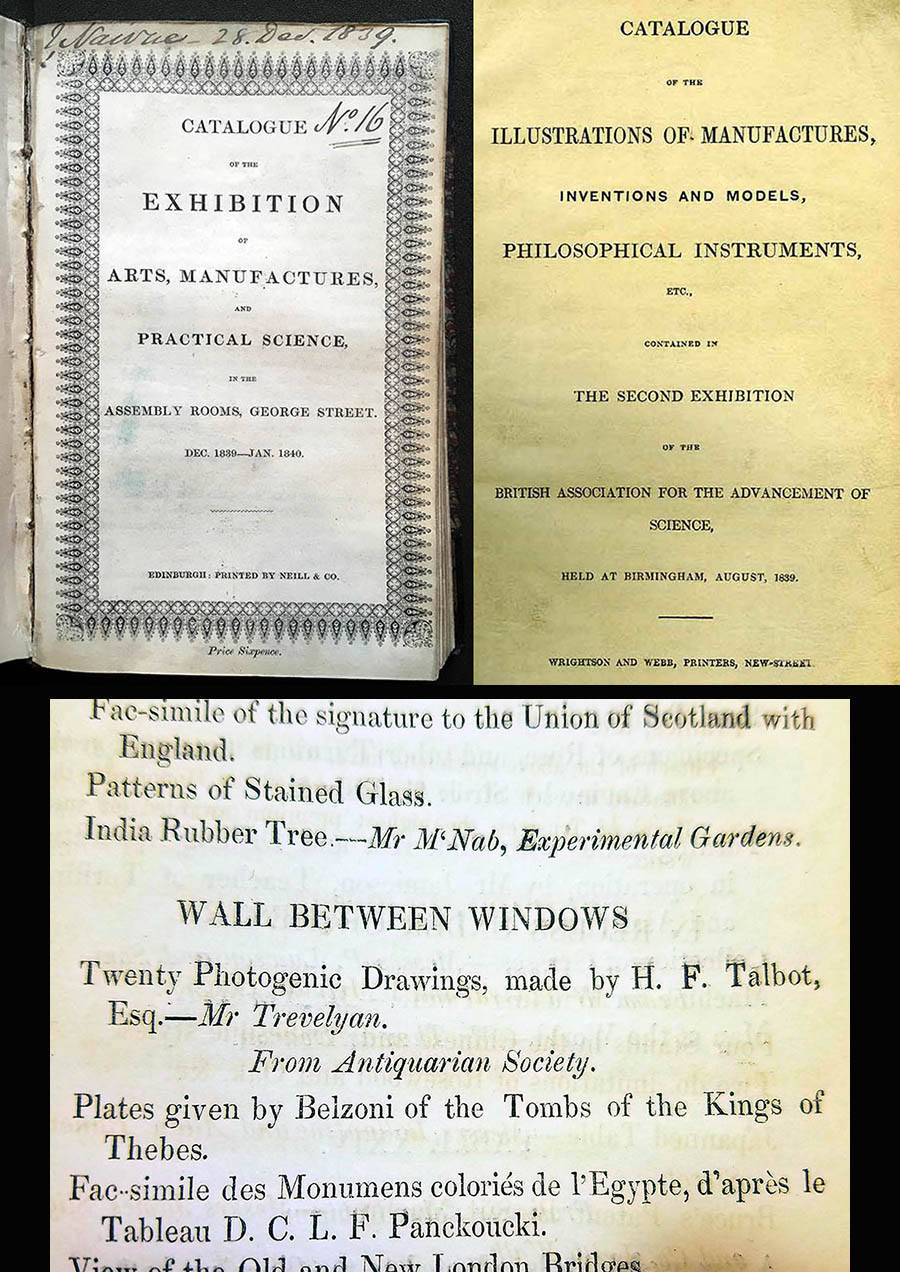 28. Dec. 1839.
CATALOGUE No. 16
OF THE
EXHIBITION
OF
ARTS, MANUFACTURES,
AND
PRACTICAL SCIENCE,
IN THE
ASSEMBLY ROOMS, GEORGE STREET.
DEC. 1839—JAN. 1840.
EDINBURGH: PRINTED BY NEILL & CO.
Price Sixpence.
CATALOGUE
OF THE
ILLUSTRATIONS OF MANUFACTURES,
INVENTIONS AND MODELS,
PHILOSOPHICAL INSTRUMENTS,
ETC.,
CONTAINED IN
THE SECOND EXHIBITION
OF THE
BRITISH ASSOCIATION FOR THE ADVANCEMENT OF
SCIENCE,
HELD AT BIRMINGHAM, AUGUST, 1839.
WRIGHTSON AND WEBB, PRINTERS, NEW-STREET.
Fac-simile of the signature to the Union of Scotland with
England.
Patterns of Stained Glass.
India Rubber Tree.—Mr M‘Nab, Experimental Gardens.
WALL BETWEEN WINDOWS
Twenty Photogenic Drawings, made by H. F. Talbot,
Esq.—Mr Trevelyan.
From Antiquarian Society.
Plates given by Belzoni of the Tombs of the Kings of
Thebes.
Fac-simile des Monumens coloriés de l'Egypte, d'après le
Tableau D. C. L. F. Panckoucki.
View of the Old and New London Bridges